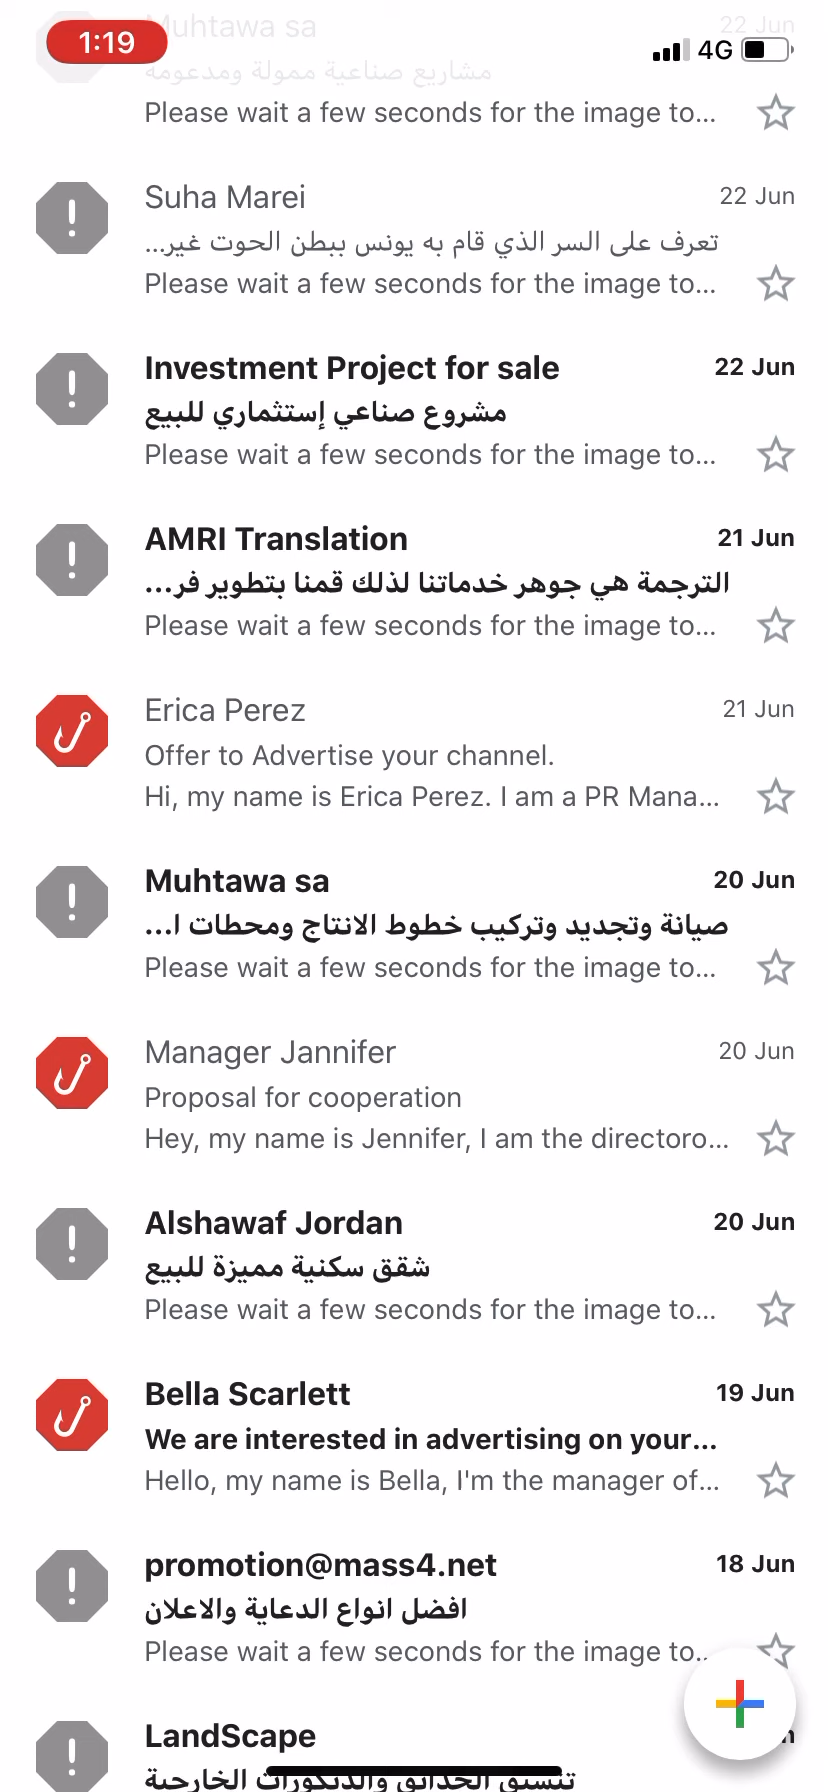 Muhtawa sa
22 Jun
1:19
4G
مشاريع صناعية ممولة ومدعومة
Please wait a few seconds for the image to...
Suha Marei
22 Jun
تعرف على السر الذي قام به يونس ببطن الحوت غير...
Please wait a few seconds for the image to...
Investment Project for sale
22 Jun
مشروع صناعي إستثماري للبيع
Please wait a few seconds for the image to...
AMRI Translation
21 Jun
الترجمة هي جوهر خدماتنا لذلك قمنا بتطوير فر...
Please wait a few seconds for the image to...
Erica Perez
21 Jun
Offer to Advertise your channel.
Hi, my name is Erica Perez. I am a PR Mana...
Muhtawa sa
20 Jun
صيانة وتجديد وتركيب خطوط الانتاج ومحطات ا...
Please wait a few seconds for the image to...
Manager Jannifer
20 Jun
Proposal for cooperation
Hey, my name is Jennifer, I am the directoro...
Alshawaf Jordan
20 Jun
شقق سكنية مميزة للبيع
Please wait a few seconds for the image to...
Bella Scarlett
19 Jun
We are interested in advertising on your...
Hello, my name is Bella, I'm the manager of...
promotion@mass4.net
18 Jun
افضل انواع الدعاية والاعلان
Please wait a few seconds for the image to..
LandScape
تنسيق الحدائق والديكورات الخارجية